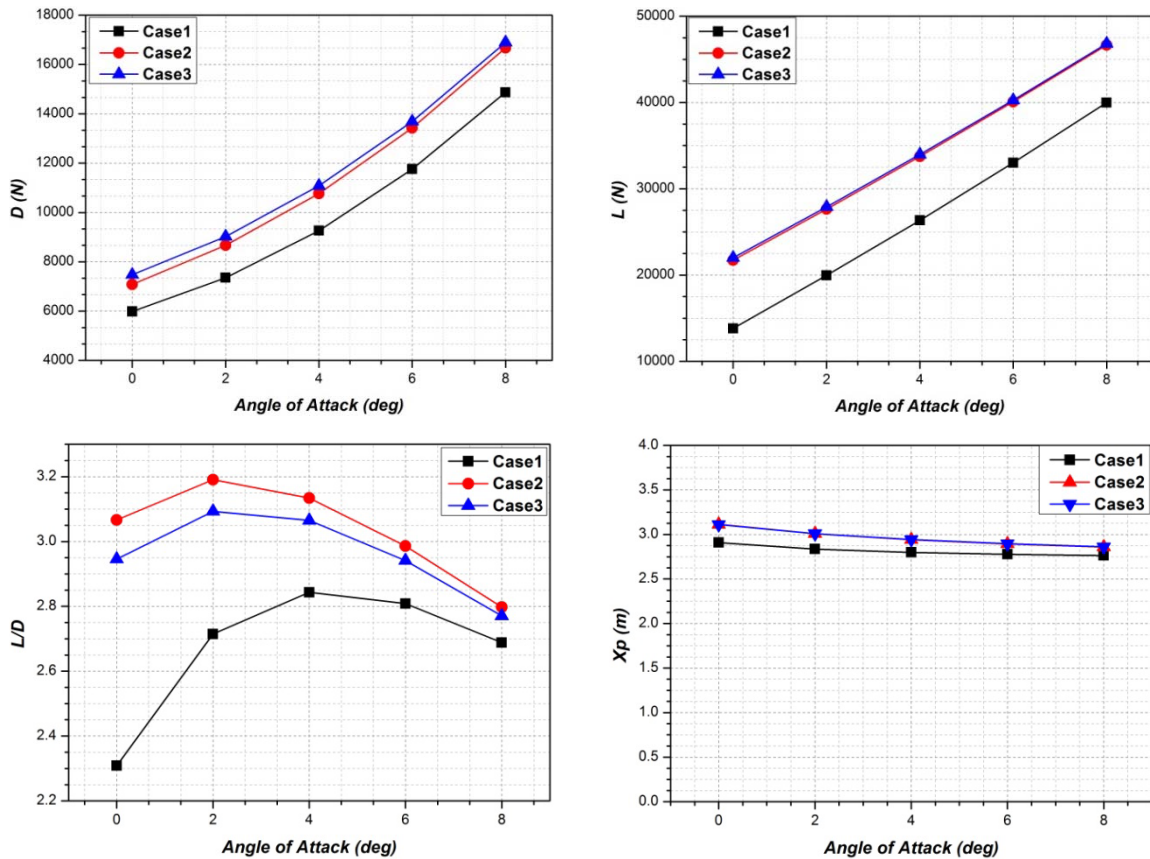 D (N)
18000
16000
14000
12000
10000
8000
6000
4000
Case1
Case2
Case3
0 2 4 6 8
Angle of Attack (deg)
L (N)
50000
40000
30000
20000
10000
Case1
Case2
Case3
0 2 4 6 8
Angle of Attack (deg)
L/D
3.2
3.0
2.8
2.6
2.4
2.2
Case1
Case2
Case3
0 2 4 6 8
Angle of Attack (deg)
Xp (m)
4.0
3.5
3.0
2.5
2.0
1.5
1.0
0.5
0.0
Case1
Case2
Case3
0 2 4 6 8
Angle of Attack (deg)